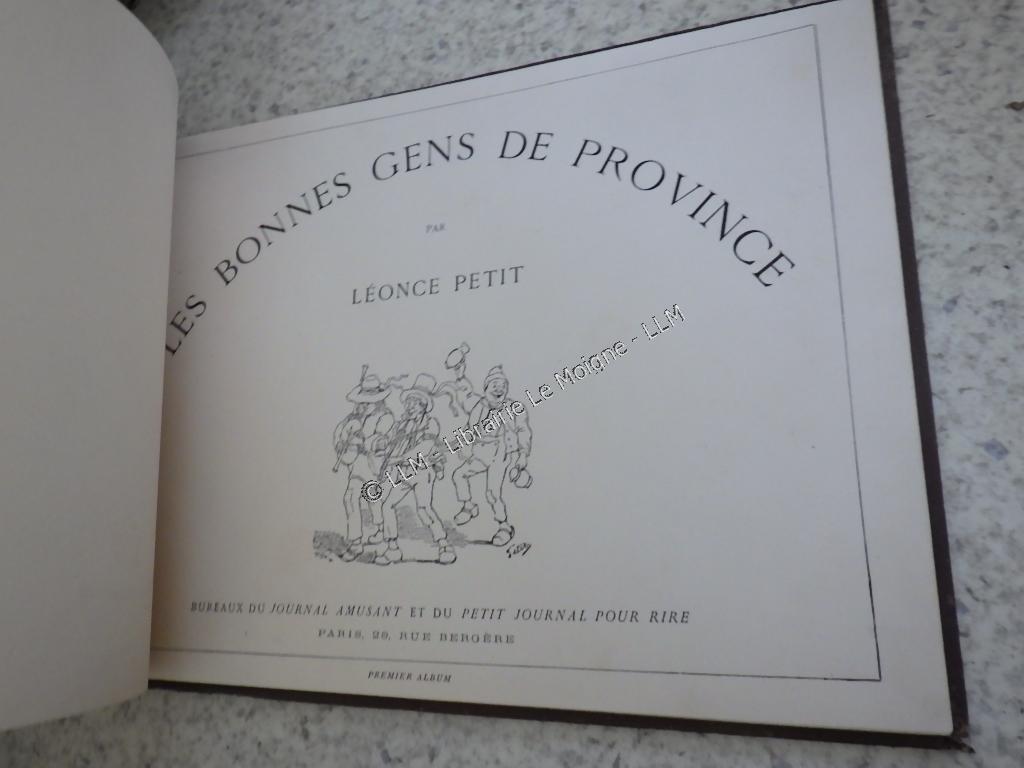 LES BONNES GENS DE PROVINCE
PAR
LÉONCE PETIT
© LLM - Librairie Le Moigne - LLM
BUREAUX DU JOURNAL AMUSANT ET DU PETIT JOURNAL POUR RIRE
PARIS, 29, RUE BERGÈRE
PREMIER ALBUM